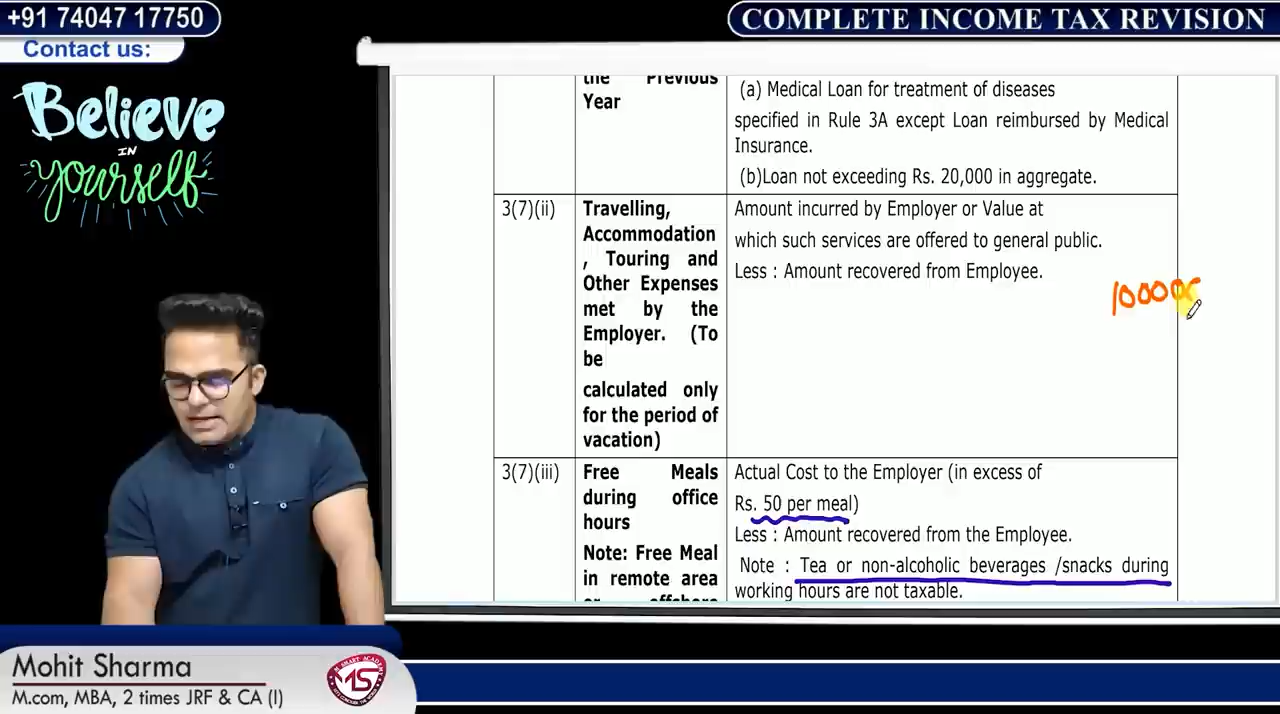 +91 74047 17750
Contact us:
COMPLETE INCOME TAX REVISION
Believe
IN
yourself
the Previous
Year
(a) Medical Loan for treatment of diseases
specified in Rule 3A except Loan reimbursed by Medical
Insurance.
(b)Loan not exceeding Rs. 20,000 in aggregate.
3(7)(ii)
Travelling,
Accommodation
, Touring and
Other Expenses
met by the
Employer. (To
be
calculated only
for the period of
vacation)
Amount incurred by Employer or Value at
which such services are offered to general public.
Less : Amount recovered from Employee.
3(7)(iii)
Free Meals
during office
hours
Note: Free Meal
in remote area
or offshore
Actual Cost to the Employer (in excess of
Rs. 50 per meal)
Less : Amount recovered from the Employee.
Note : Tea or non-alcoholic beverages /snacks during
working hours are not taxable.
Mohit Sharma
M.com, MBA, 2 times JRF & CA (I)
MS